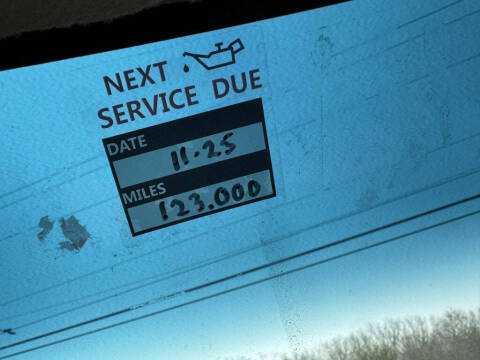 NEXT
SERVICE DUE
DATE
11.25
MILES
123.000